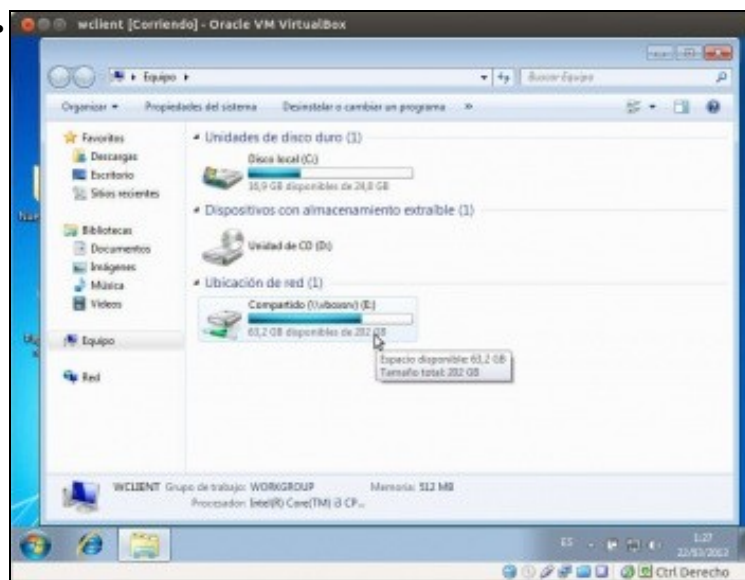 wclient [Corriendo] - Oracle VM VirtualBox
Equipo
Buscar Equipo
Organizar
Propiedades del sistema
Desinstalar o cambiar un programa
»
Favoritos
Descargas
Escritorio
Sitios recientes
Bibliotecas
Documentos
Imágenes
Música
Vídeos
Equipo
Red
Unidades de disco duro (1)
Disco local (C:)
16,9 GB disponibles de 24,8 GB
Dispositivos con almacenamiento extraíble (1)
Unidad de CD (D:)
Ubicación de red (1)
Compartido (\\vboxsrv) (E:)
63,2 GB disponibles de 202 GB
Espacio disponible: 63,2 GB
Tamaño total: 202 GB
WCLIENT Grupo de trabajo: WORKGROUP Memoria: 512 MB
Procesador: Intel(R) Core(TM) i3 CP...
ES
1:27
22/03/2013
Ctrl Derecho